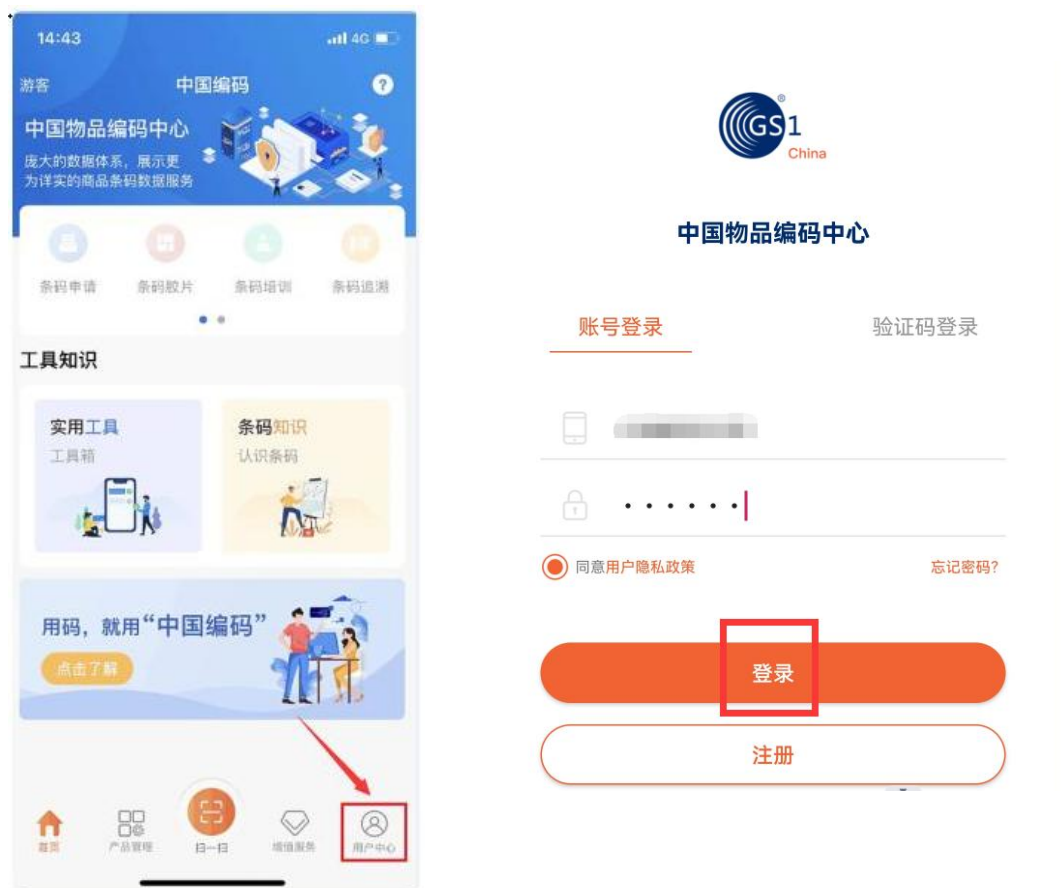 14:43
4G
游客
中国编码
?
中国物品编码中心
庞大的数据体系，展示更
为详实的商品条码数据服务
条码申请
条码胶片
条码培训
条码追溯
工具知识
实用工具
工具箱
条码知识
认识条码
用码，就用“中国编码”
点击了解
首页
产品管理
扫一扫
增值服务
用户中心
GS1
®
China
中国物品编码中心
账号登录
验证码登录
同意用户隐私政策
忘记密码?
登录
注册